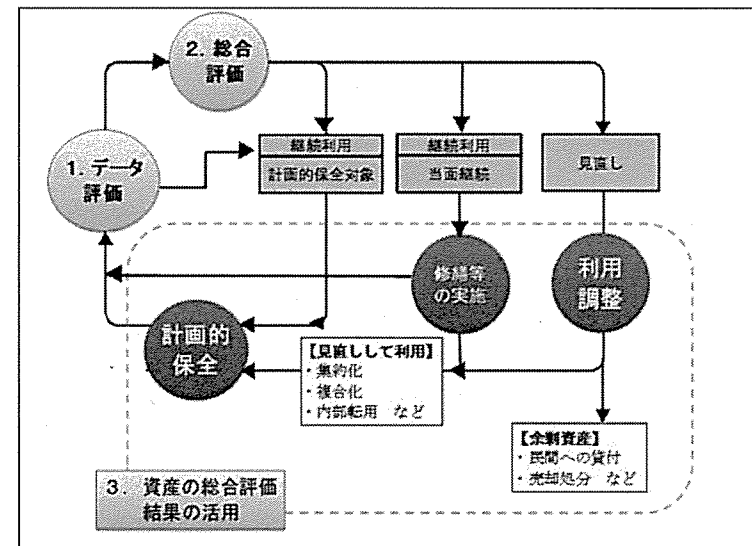 2. 総合
評価
1. データ
評価
継続利用
計画的保全対象
継続利用
当面継続
見直し
修繕等
の実施
利用
調整
計画的
保全
【見直しして利用】
・集約化
・複合化
・内部転用 など
【余剰資産】
・民間への貸付
・売却処分 など
3. 資産の総合評価
結果の活用